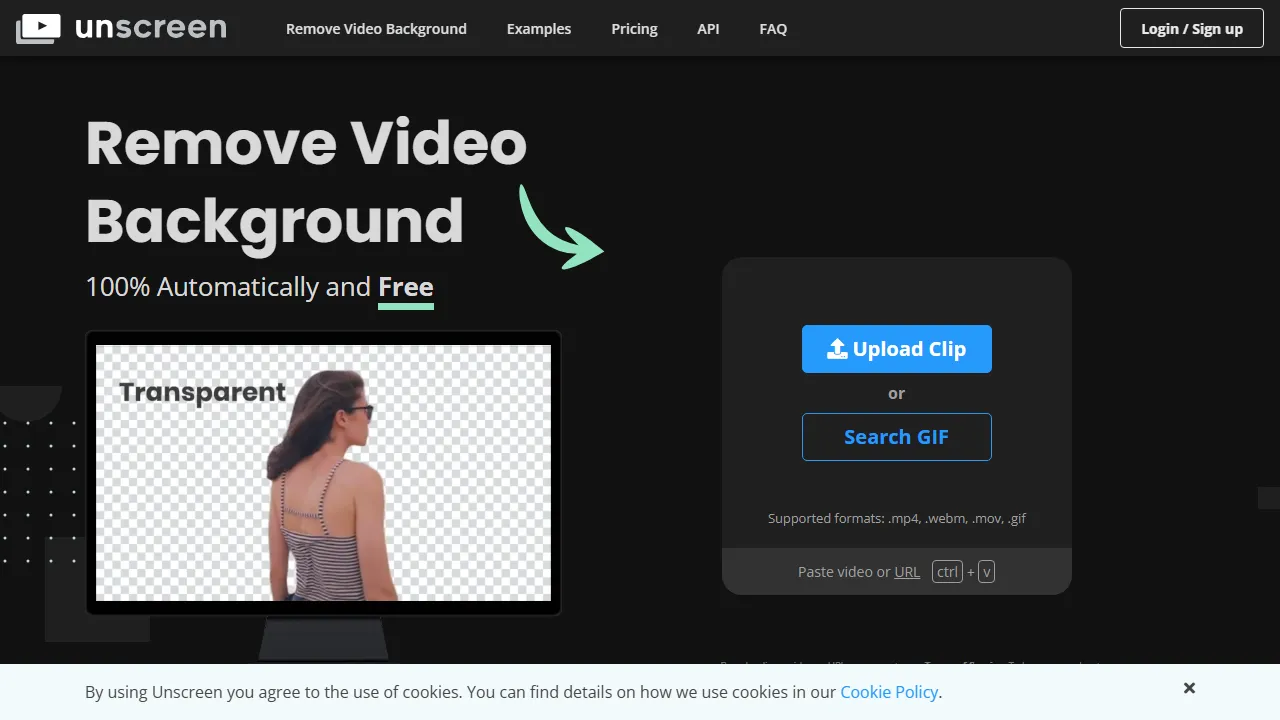 unscreen
Remove Video Background
Examples
Pricing
API
FAQ
Login / Sign up
Remove Video
Background
100% Automatically and Free
Transparent
Upload Clip
or
Search GIF
Supported formats: .mp4, .webm, .mov, .gif
Paste video or URL ctrl + v
By using Unscreen you agree to the use of cookies. You can find details on how we use cookies in our Cookie Policy.